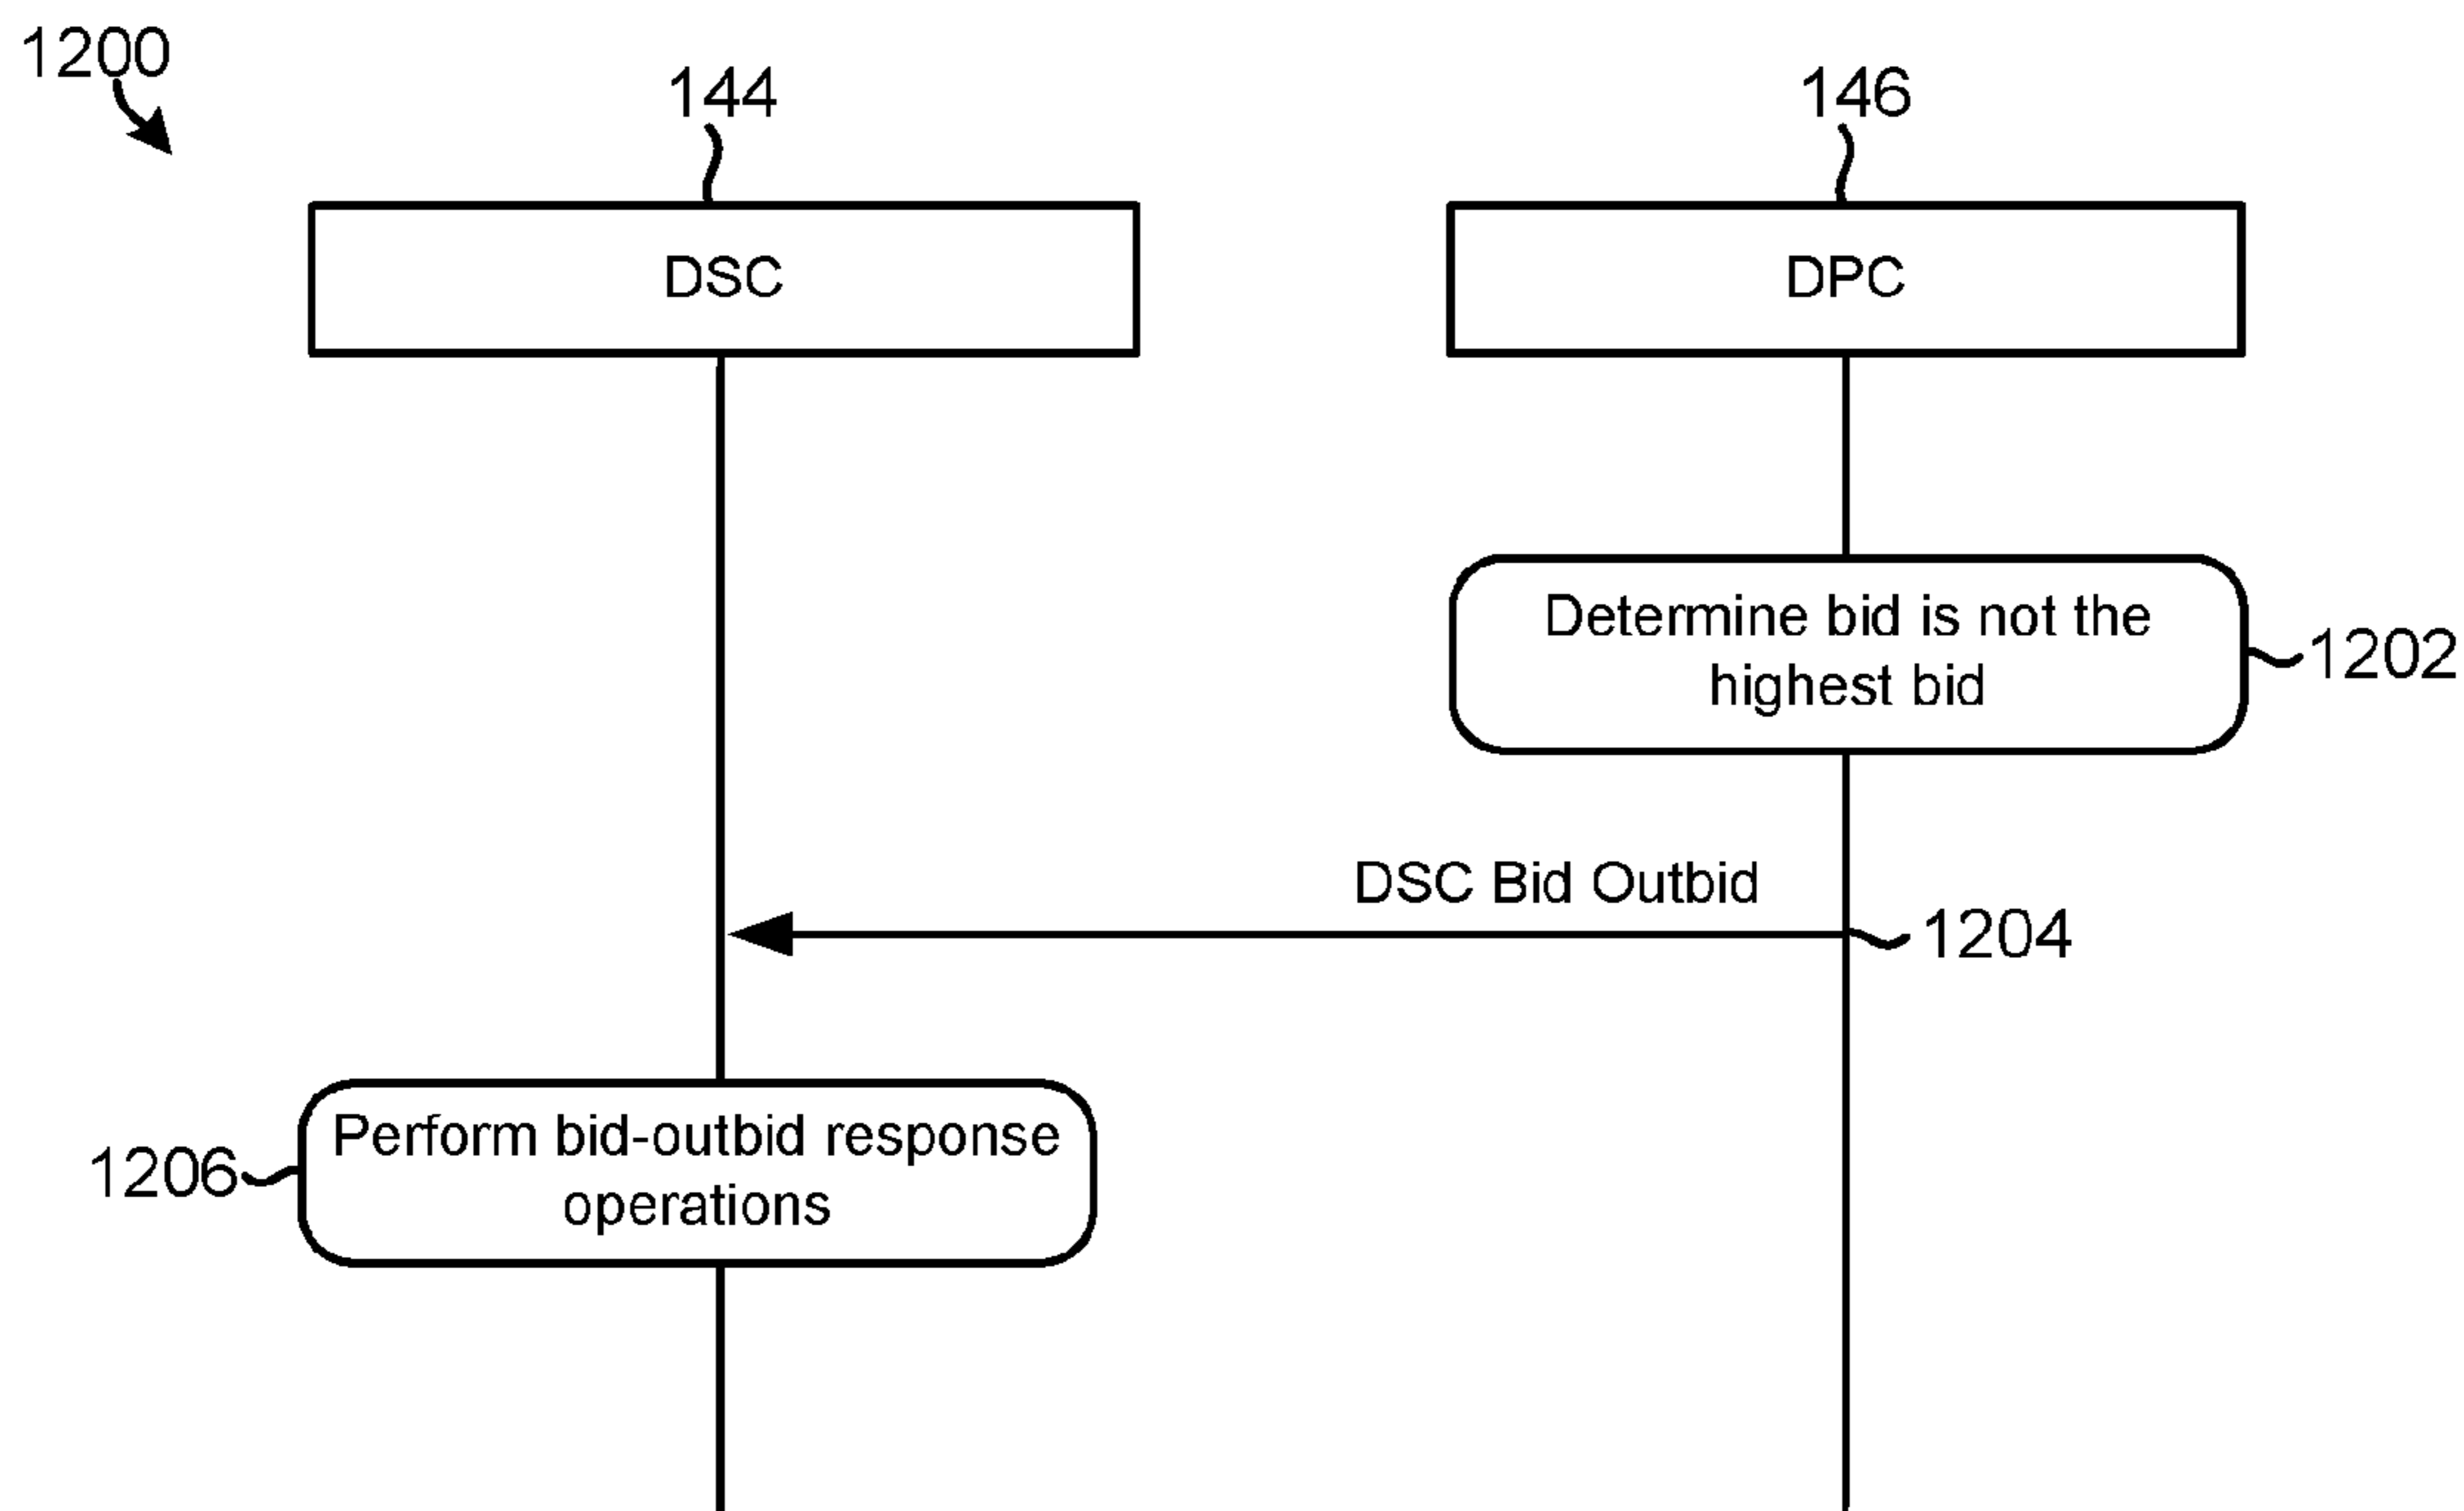 1200
144
146
DSC
DPC
Determine bid is not the
highest bid
1202
DSC Bid Outbid
1204
Perform bid-outbid response
operations
1206